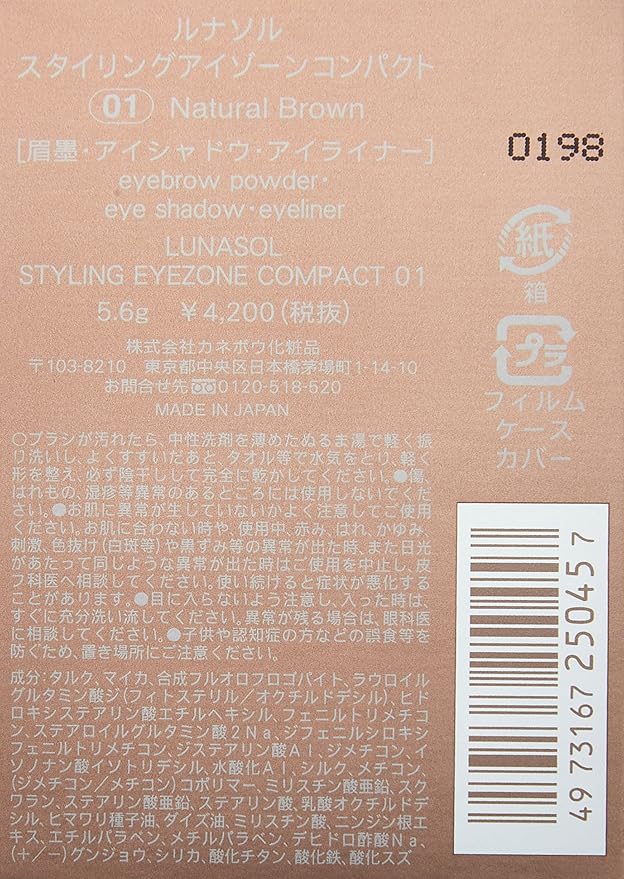 ルナソル
スタイリングアイゾーンコンパクト
01 Natural Brown
[眉墨・アイシャドウ・アイライナー]
eyebrow powder・
eye shadow・eyeliner
LUNASOL
STYLING EYEZONE COMPACT 01
5.6g ￥4,200(税抜)
株式会社カネボウ化粧品
〒103-8210 東京都中央区日本橋茅場町1-14-10
お問合せ先 0120-518-520
MADE IN JAPAN
○ブラシが汚れたら、中性洗剤を薄めたぬるま湯で軽く振
り洗いし、よくすすいだあと、タオル等で水気をとり、軽く
形を整え、必ず陰干しして完全に乾かしてください。●傷、
はれもの、湿疹等異常のあるところには使用しないでくだ
さい。●お肌に異常が生じていないかよく注意してご使用
ください。お肌に合わない時や、使用中、赤み、はれ、かゆみ、
刺激、色抜け(白斑等)や黒ずみ等の異常が出た時、また日光
があたって同じような異常が出た時はご使用を中止し、皮
フ科医へ相談してください。使い続けると症状が悪化する
ことがあります。●目に入らないよう注意し、入った時は、
すぐに充分洗い流してください。異常が残る場合は、眼科医
に相談してください。●子供や認知症の方などの誤食等を
防ぐため、置き場所にご注意ください。
成分：タルク、マイカ、合成フルオロフロゴパイト、ラウロイル
グルタミン酸ジ(フィトステリル/オクチルドデシル)、ヒド
ロキシステアリン酸エチルヘキシル、フェニルトリメチコ
ン、ステアロイルグルタミン酸2Na、ジフェニルシロキシ
フェニルトリメチコン、ジステアリン酸Al、ジメチコン、イ
ソノナン酸イソトリデシル、水酸化Al、シルク、メチコン、
(ジメチコン/メチコン)コポリマー、ミリスチン酸亜鉛、スク
ワラン、ステアリン酸亜鉛、ステアリン酸、乳酸オクチルドデ
シル、ヒマワリ種子油、ダイズ油、ミリスチン酸、ニンジン根エ
キス、エチルパラベン、メチルパラベン、デヒドロ酢酸Na、
(+/-)グンジョウ、シリカ、酸化チタン、酸化鉄、酸化スズ
0198
紙
箱
プラ
フィルム
ケース
カバー
4973167250457